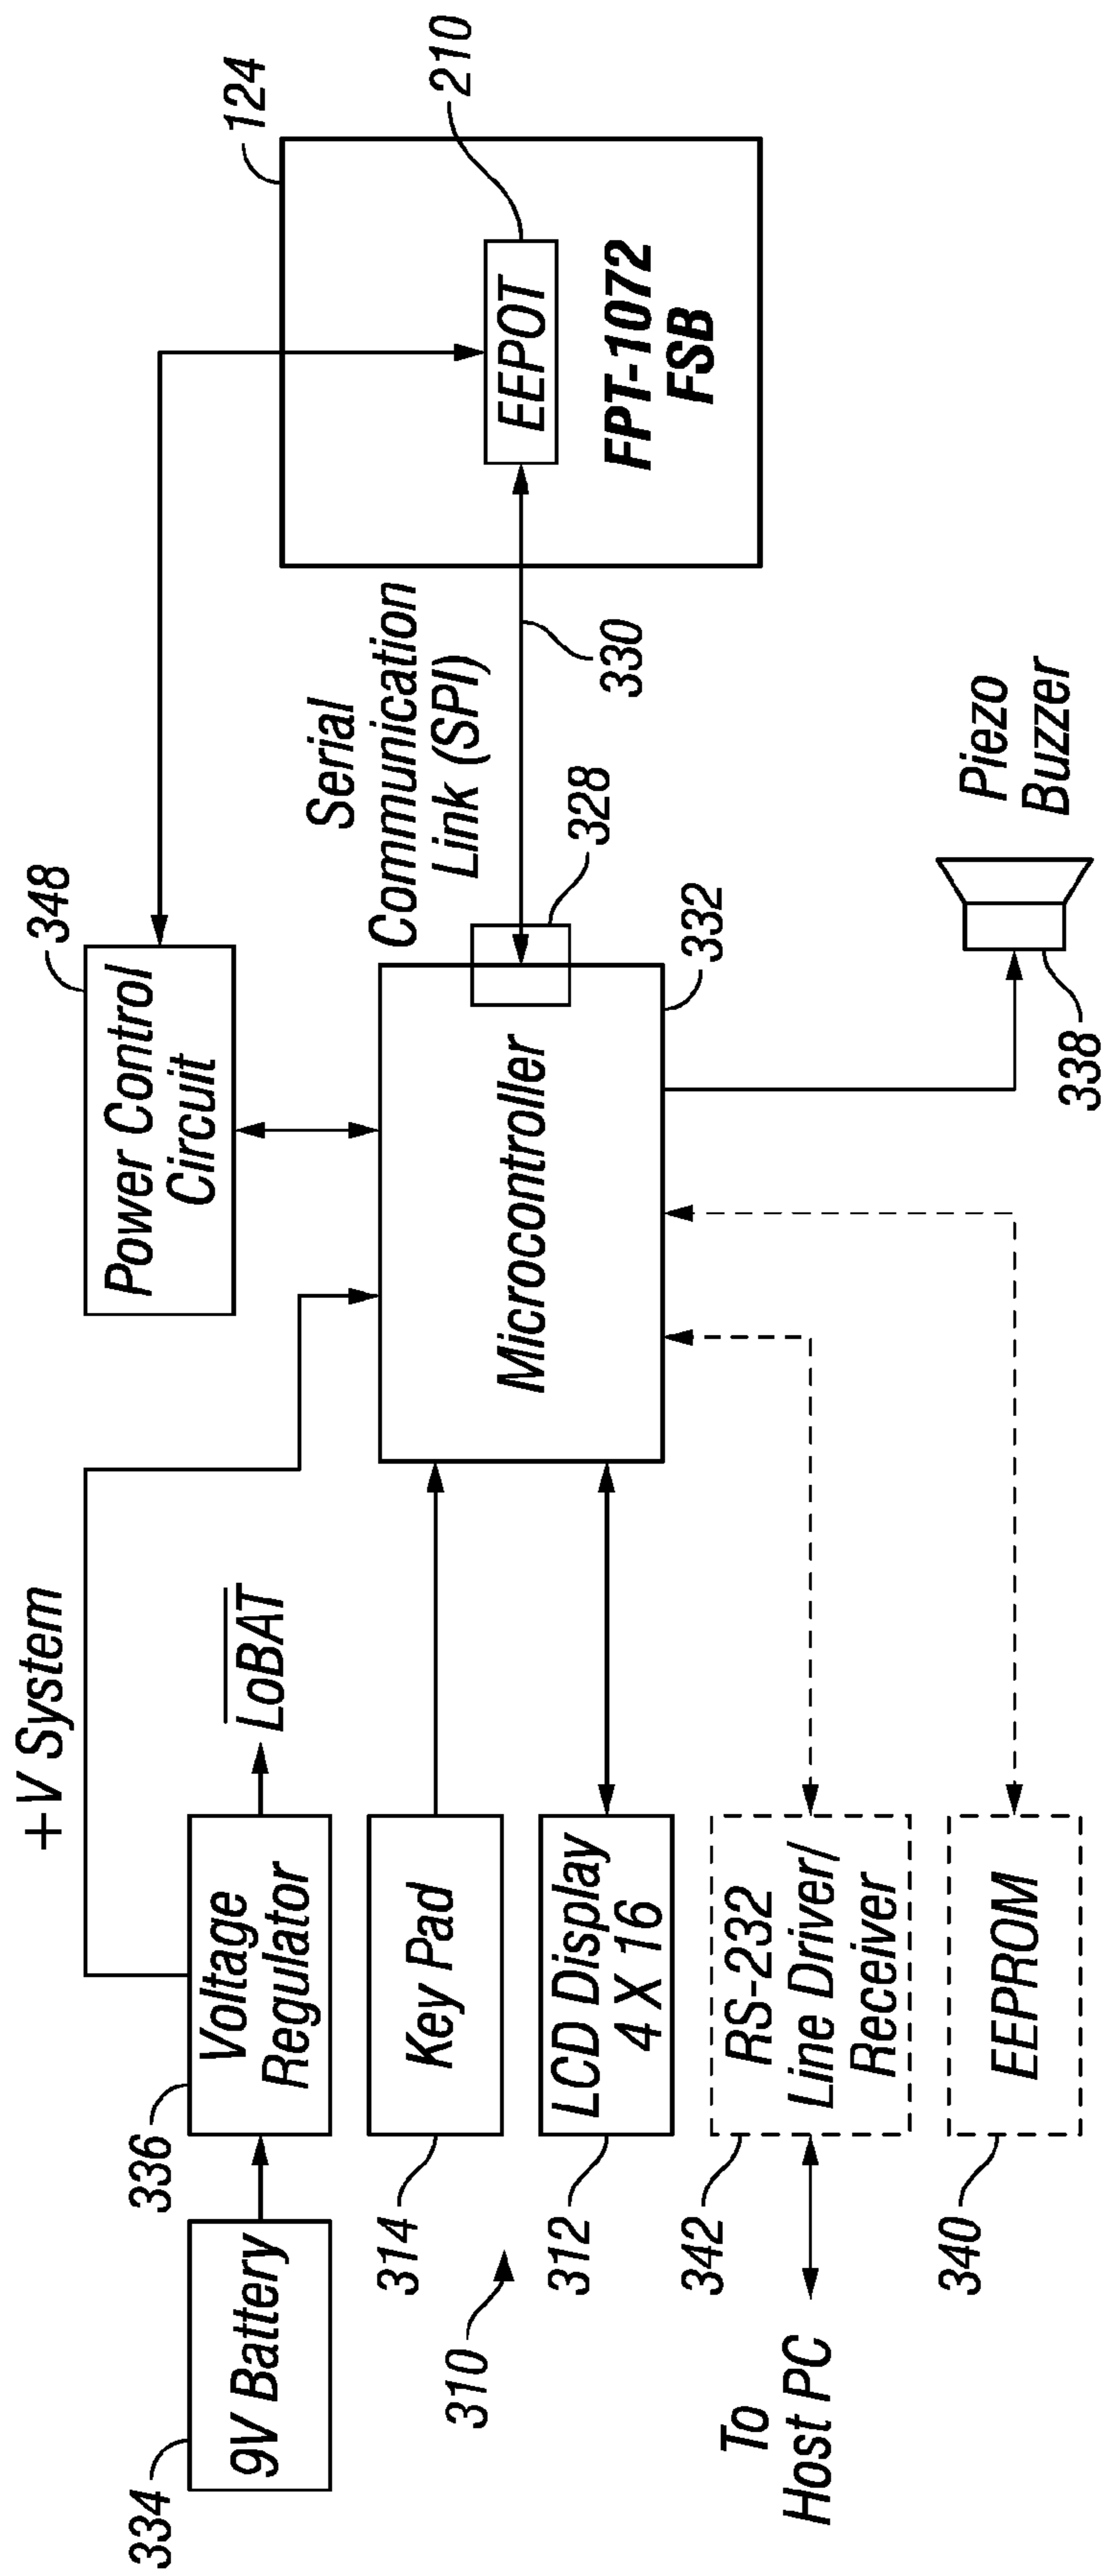 +V System
348
Power Control
Circuit
124
334
9V Battery
336
Voltage
Regulator
LoBAT
Serial
Communication
Link (SPI)
EEPOT
210
FPT-1072
FSB
330
328
314
Key Pad
Microcontroller
332
310
312
LCD Display
4 X 16
To
Host PC
342
RS-232
Line Driver/
Receiver
340
EEPROM
338
Piezo
Buzzer